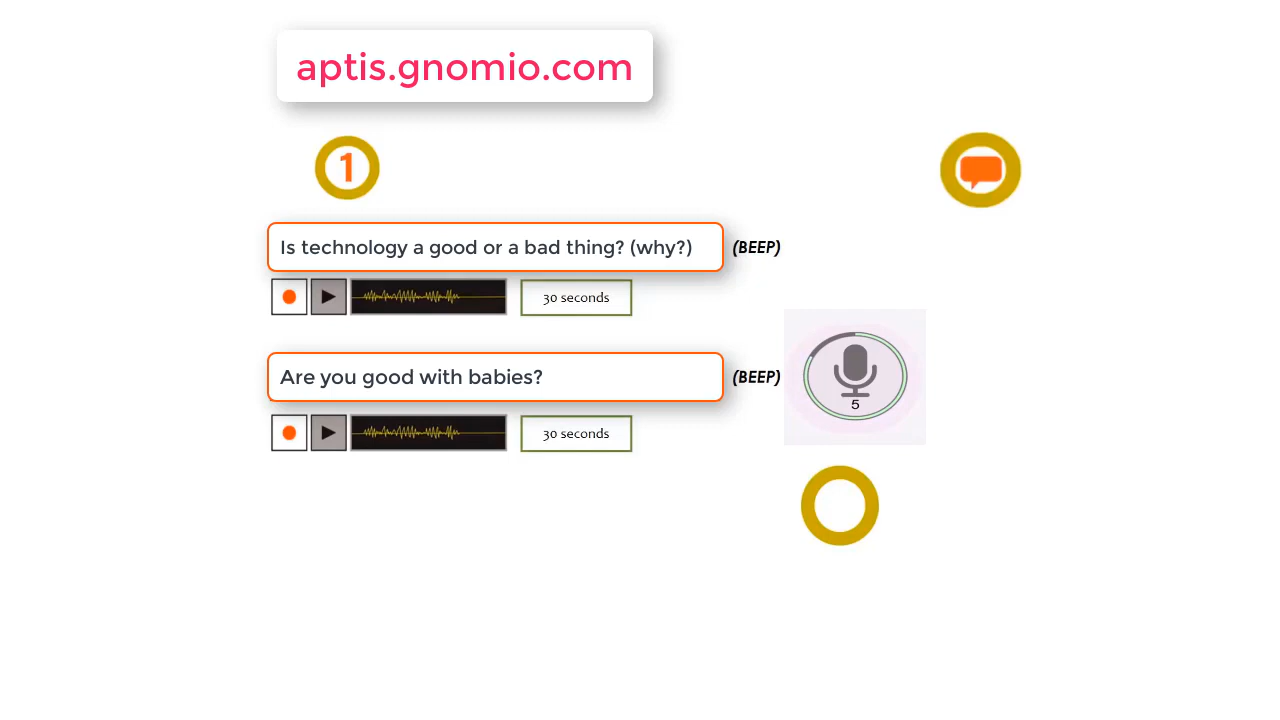 aptis.gnomio.com
1
Is technology a good or a bad thing? (why?) (BEEP)
30 seconds
Are you good with babies? (BEEP)
5
30 seconds